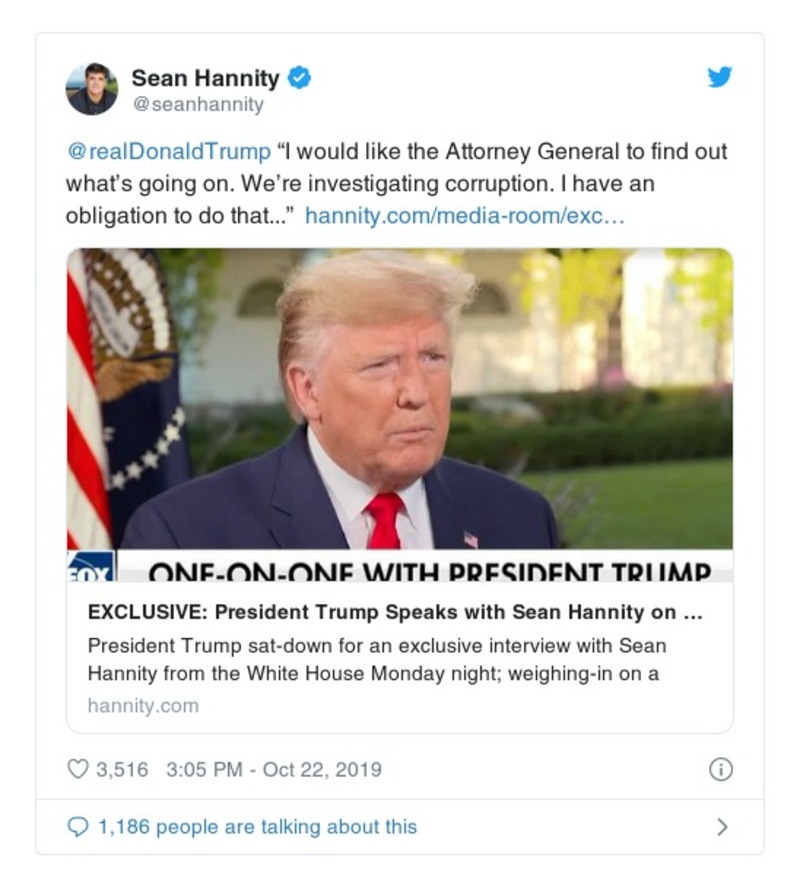 Sean Hannity
@seanhannity
@realDonaldTrump “I would like the Attorney General to find out
what’s going on. We’re investigating corruption. I have an
obligation to do that...” hannity.com/media-room/exc…
FOX
ONE-ON-ONE WITH PRESIDENT TRUMP
EXCLUSIVE: President Trump Speaks with Sean Hannity on ...
President Trump sat-down for an exclusive interview with Sean
Hannity from the White House Monday night; weighing-in on a
hannity.com
3,516 3:05 PM - Oct 22, 2019
1,186 people are talking about this